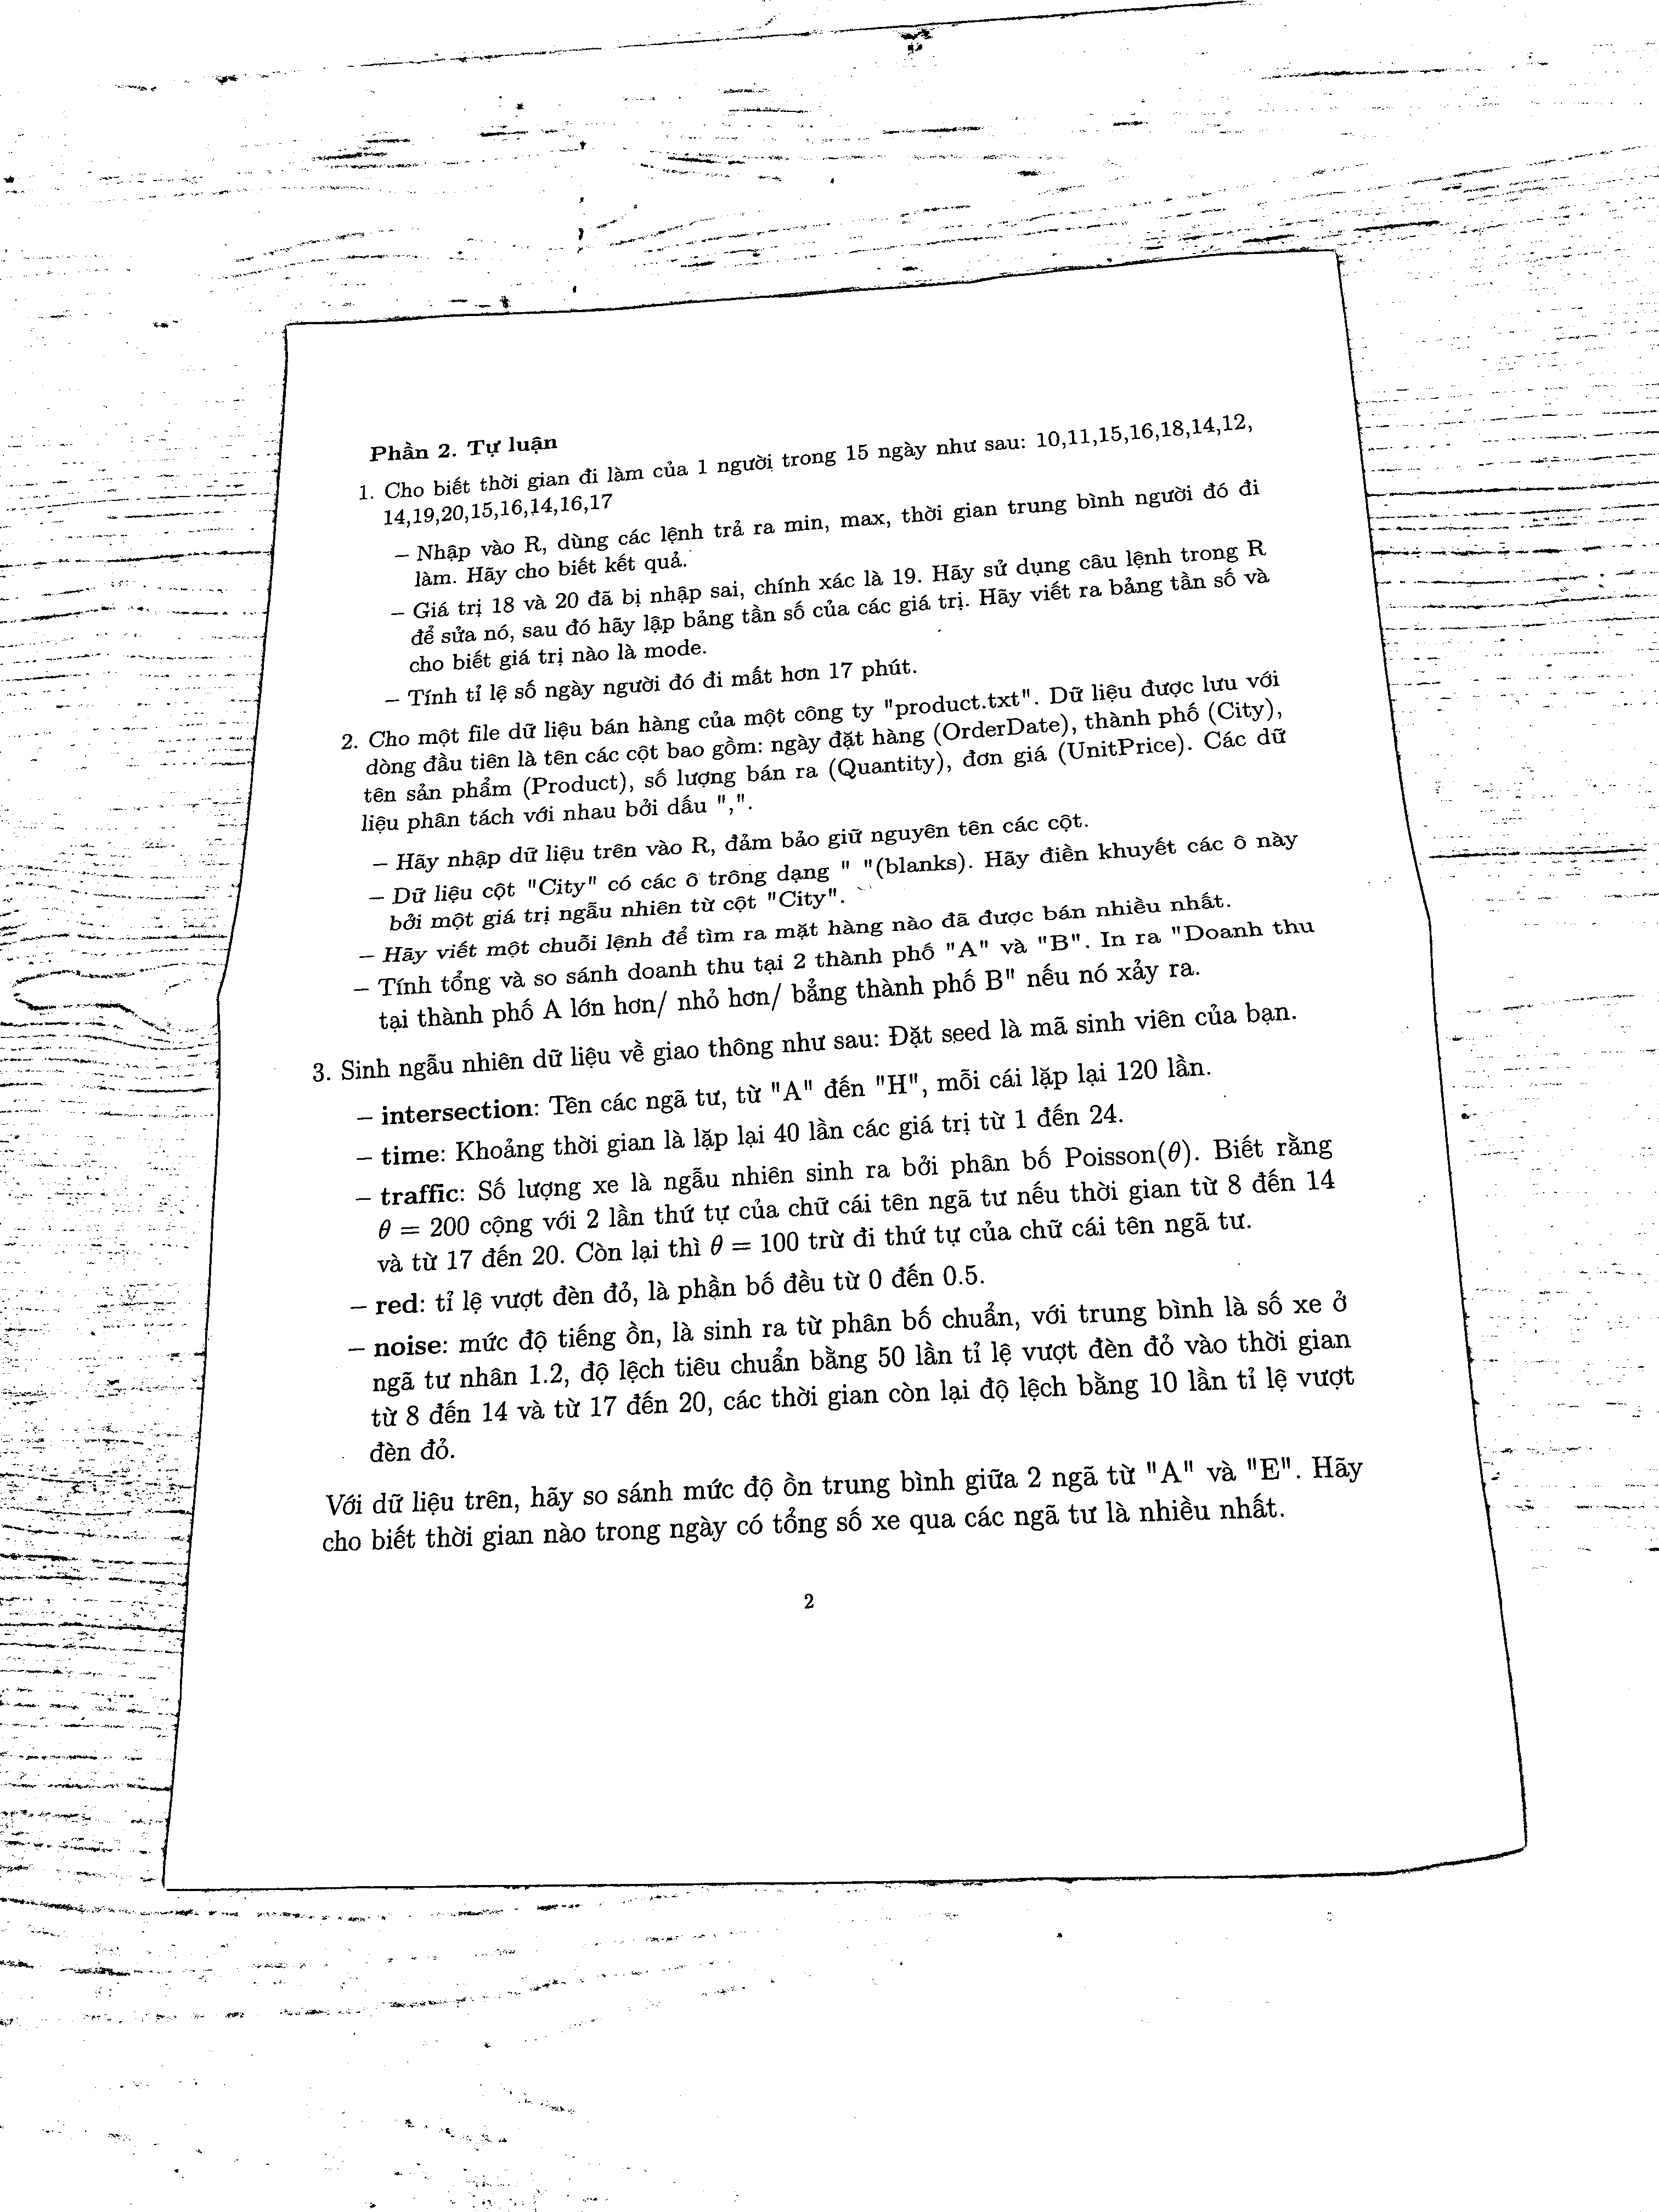 Phần 2. Tự luận
1. Cho biết thời gian đi làm của 1 người trong 15 ngày như sau: 10,11,15,16,18,14,12,
14,19,20,15,16,14,16,17
– Nhập vào R, dùng các lệnh trả ra min, max, thời gian trung bình người đó đi
làm. Hãy cho biết kết quả.
– Giá trị 18 và 20 đã bị nhập sai, chính xác là 19. Hãy sử dụng câu lệnh trong R
để sửa nó, sau đó hãy lập bảng tần số của các giá trị. Hãy viết ra bảng tần số và
cho biết giá trị nào là mode.
– Tính tỉ lệ số ngày người đó đi mất hơn 17 phút.
2. Cho một file dữ liệu bán hàng của một công ty "product.txt". Dữ liệu được lưu với
dòng đầu tiên là tên các cột bao gồm: ngày đặt hàng (OrderDate), thành phố (City),
tên sản phẩm (Product), số lượng bán ra (Quantity), đơn giá (UnitPrice). Các dữ
liệu phân tách với nhau bởi dấu ",".
– Hãy nhập dữ liệu trên vào R, đảm bảo giữ nguyên tên các cột.
– Dữ liệu cột "City" có các ô trống dạng " "(blanks). Hãy điền khuyết các ô này
bởi một giá trị ngẫu nhiên từ cột "City".
– Hãy viết một chuỗi lệnh để tìm ra mặt hàng nào đã được bán nhiều nhất.
– Tính tổng và so sánh doanh thu tại 2 thành phố "A" và "B". In ra "Doanh thu
tại thành phố A lớn hơn/ nhỏ hơn/ bằng thành phố B" nếu nó xảy ra.
3. Sinh ngẫu nhiên dữ liệu về giao thông như sau: Đặt seed là mã sinh viên của bạn.
– intersection: Tên các ngã tư, từ "A" đến "H", mỗi cái lặp lại 120 lần.
– time: Khoảng thời gian là lặp lại 40 lần các giá trị từ 1 đến 24.
– traffic: Số lượng xe là ngẫu nhiên sinh ra bởi phân bố Poisson(θ). Biết rằng
θ = 200 cộng với 2 lần thứ tự của chữ cái tên ngã tư nếu thời gian từ 8 đến 14
và từ 17 đến 20. Còn lại thì θ = 100 trừ đi thứ tự của chữ cái tên ngã tư.
– red: tỉ lệ vượt đèn đỏ, là phần bố đều từ 0 đến 0.5.
– noise: mức độ tiếng ồn, là sinh ra từ phân bố chuẩn, với trung bình là số xe ở
ngã tư nhân 1.2, độ lệch tiêu chuẩn bằng 50 lần tỉ lệ vượt đèn đỏ vào thời gian
từ 8 đến 14 và từ 17 đến 20, các thời gian còn lại độ lệch bằng 10 lần tỉ lệ vượt
đèn đỏ.
Với dữ liệu trên, hãy so sánh mức độ ồn trung bình giữa 2 ngã từ "A" và "E". Hãy
cho biết thời gian nào trong ngày có tổng số xe qua các ngã tư là nhiều nhất.
2